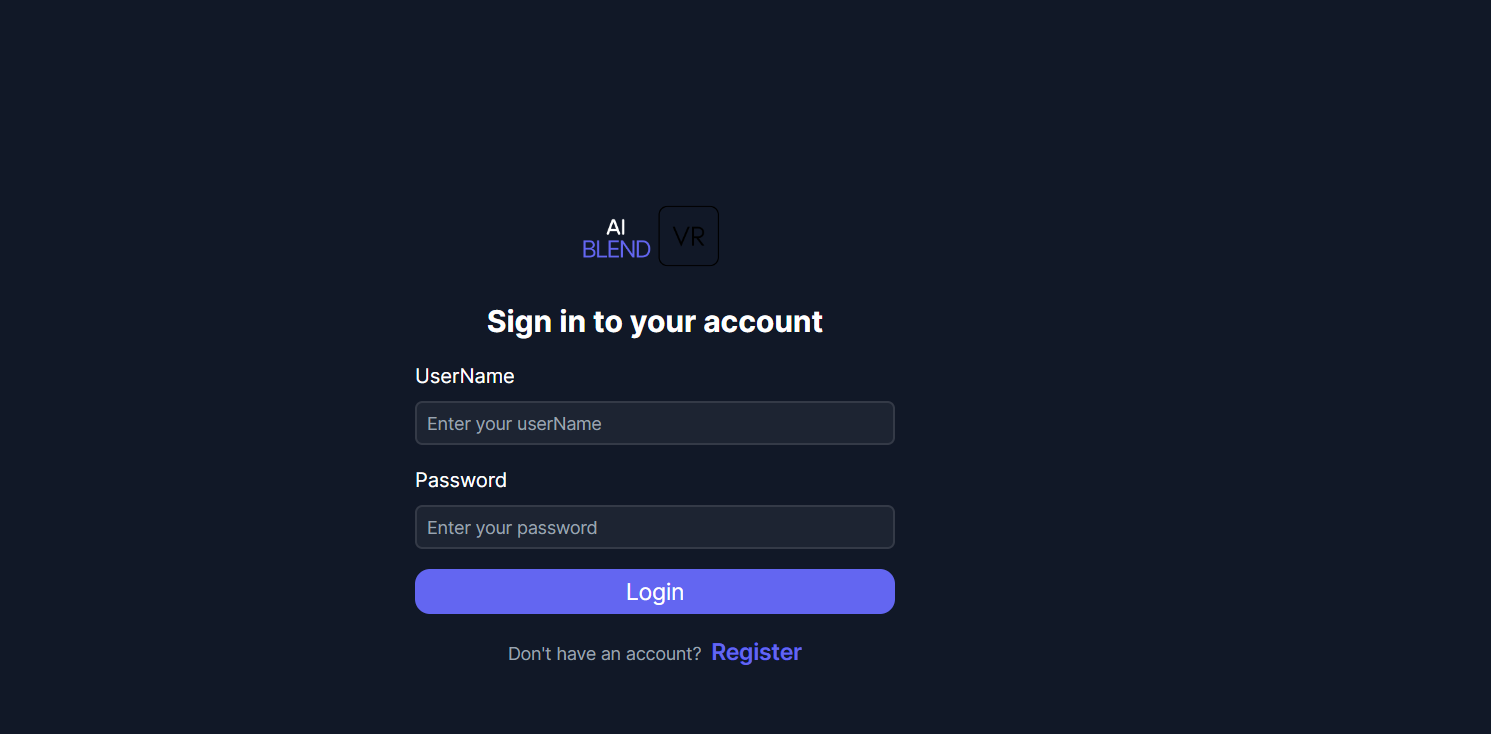 AI
BLEND VR
Sign in to your account
UserName
Enter your userName
Password
Enter your password
Login
Don't have an account? Register